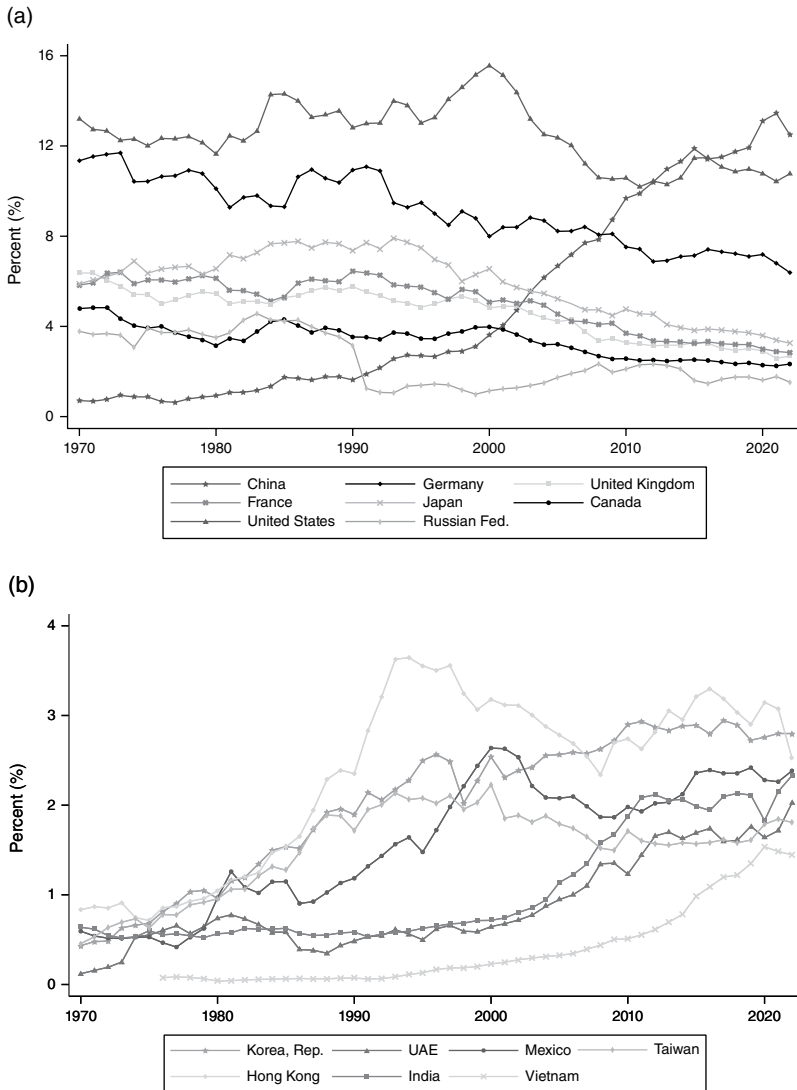 (a)
16
12
8
4
0
Percent (%)
1970 1980 1990 2000 2010 2020
China Germany United Kingdom
France Japan Canada
United States Russian Fed.
(b)
4
3
2
1
0
Percent (%)
1970 1980 1990 2000 2010 2020
Korea, Rep. UAE Mexico Taiwan
Hong Kong India Vietnam